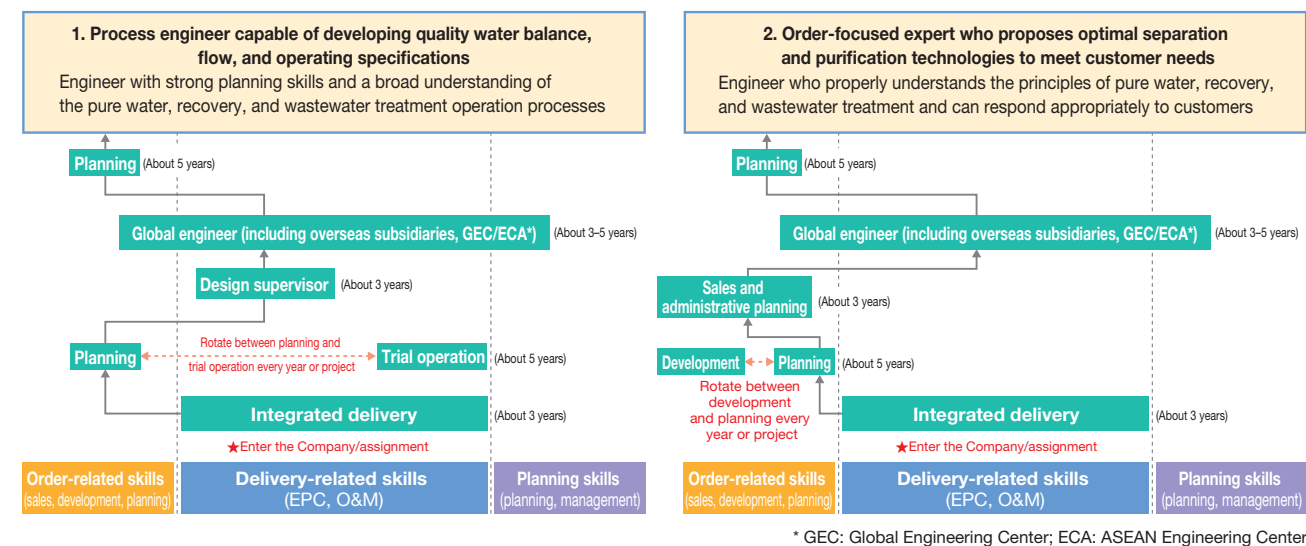 1. Process engineer capable of developing quality water balance,
flow, and operating specifications
Engineer with strong planning skills and a broad understanding of
the pure water, recovery, and wastewater treatment operation processes
Planning (About 5 years)
Global engineer (including overseas subsidiaries, GEC/ECA*) (About 3–5 years)
Design supervisor (About 3 years)
Planning
Rotate between planning and
trial operation every year or project
Trial operation (About 5 years)
Integrated delivery (About 3 years)
★Enter the Company/assignment
Order-related skills
(sales, development, planning)
Delivery-related skills
(EPC, O&M)
Planning skills
(planning, management)
2. Order-focused expert who proposes optimal separation
and purification technologies to meet customer needs
Engineer who properly understands the principles of pure water, recovery,
and wastewater treatment and can respond appropriately to customers
Planning (About 5 years)
Global engineer (including overseas subsidiaries, GEC/ECA*) (About 3–5 years)
Sales and
administrative planning (About 3 years)
Development
Planning (About 5 years)
Rotate between
development
and planning every
year or project
Integrated delivery (About 3 years)
★Enter the Company/assignment
Order-related skills
(sales, development, planning)
Delivery-related skills
(EPC, O&M)
Planning skills
(planning, management)
* GEC: Global Engineering Center; ECA: ASEAN Engineering Center